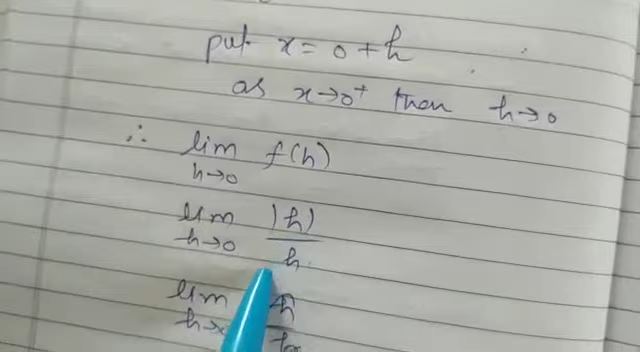 put x = 0 + h
as x→0⁺ then h→0
∴ lim h→0 f(h)
lim h→0 |h|/h
lim h→ h/h